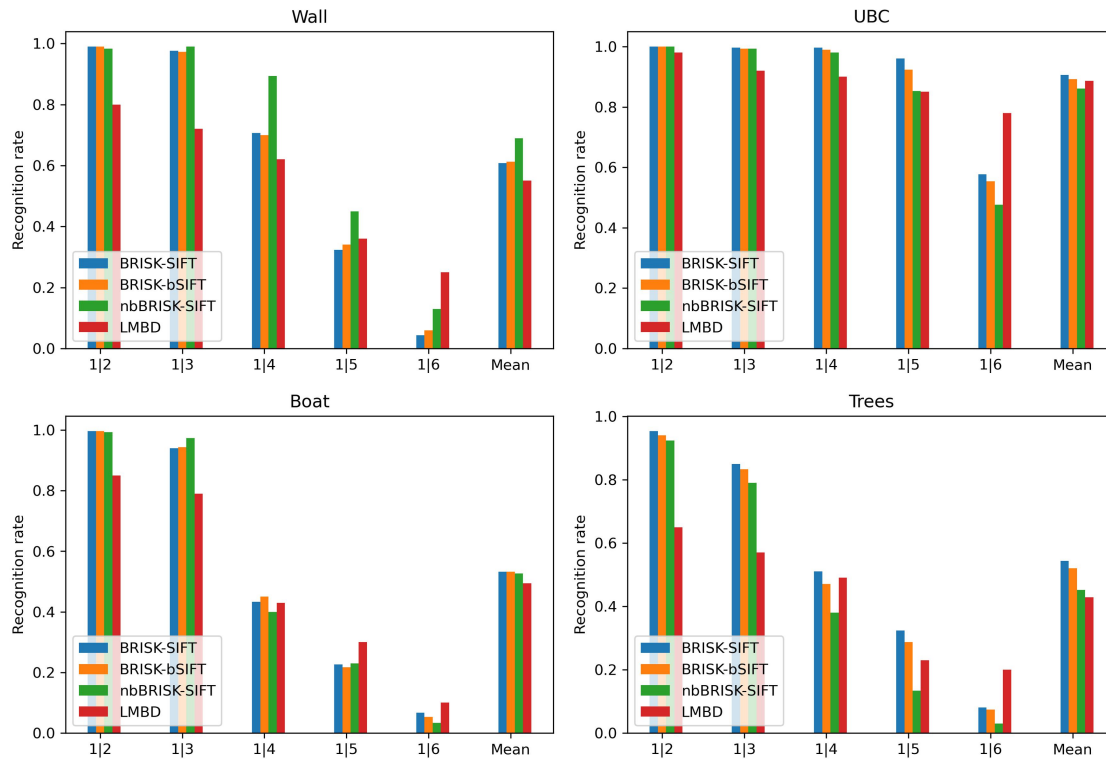 Wall
Recognition rate
1.0
0.8
0.6
0.4
0.2
0.0
BRISK-SIFT
BRISK-bSIFT
nbBRISK-SIFT
LMBD
1|2 1|3 1|4 1|5 1|6 Mean
UBC
Recognition rate
1.0
0.8
0.6
0.4
0.2
0.0
BRISK-SIFT
BRISK-bSIFT
nbBRISK-SIFT
LMBD
1|2 1|3 1|4 1|5 1|6 Mean
Boat
Recognition rate
1.0
0.8
0.6
0.4
0.2
0.0
BRISK-SIFT
BRISK-bSIFT
nbBRISK-SIFT
LMBD
1|2 1|3 1|4 1|5 1|6 Mean
Trees
Recognition rate
1.0
0.8
0.6
0.4
0.2
0.0
BRISK-SIFT
BRISK-bSIFT
nbBRISK-SIFT
LMBD
1|2 1|3 1|4 1|5 1|6 Mean